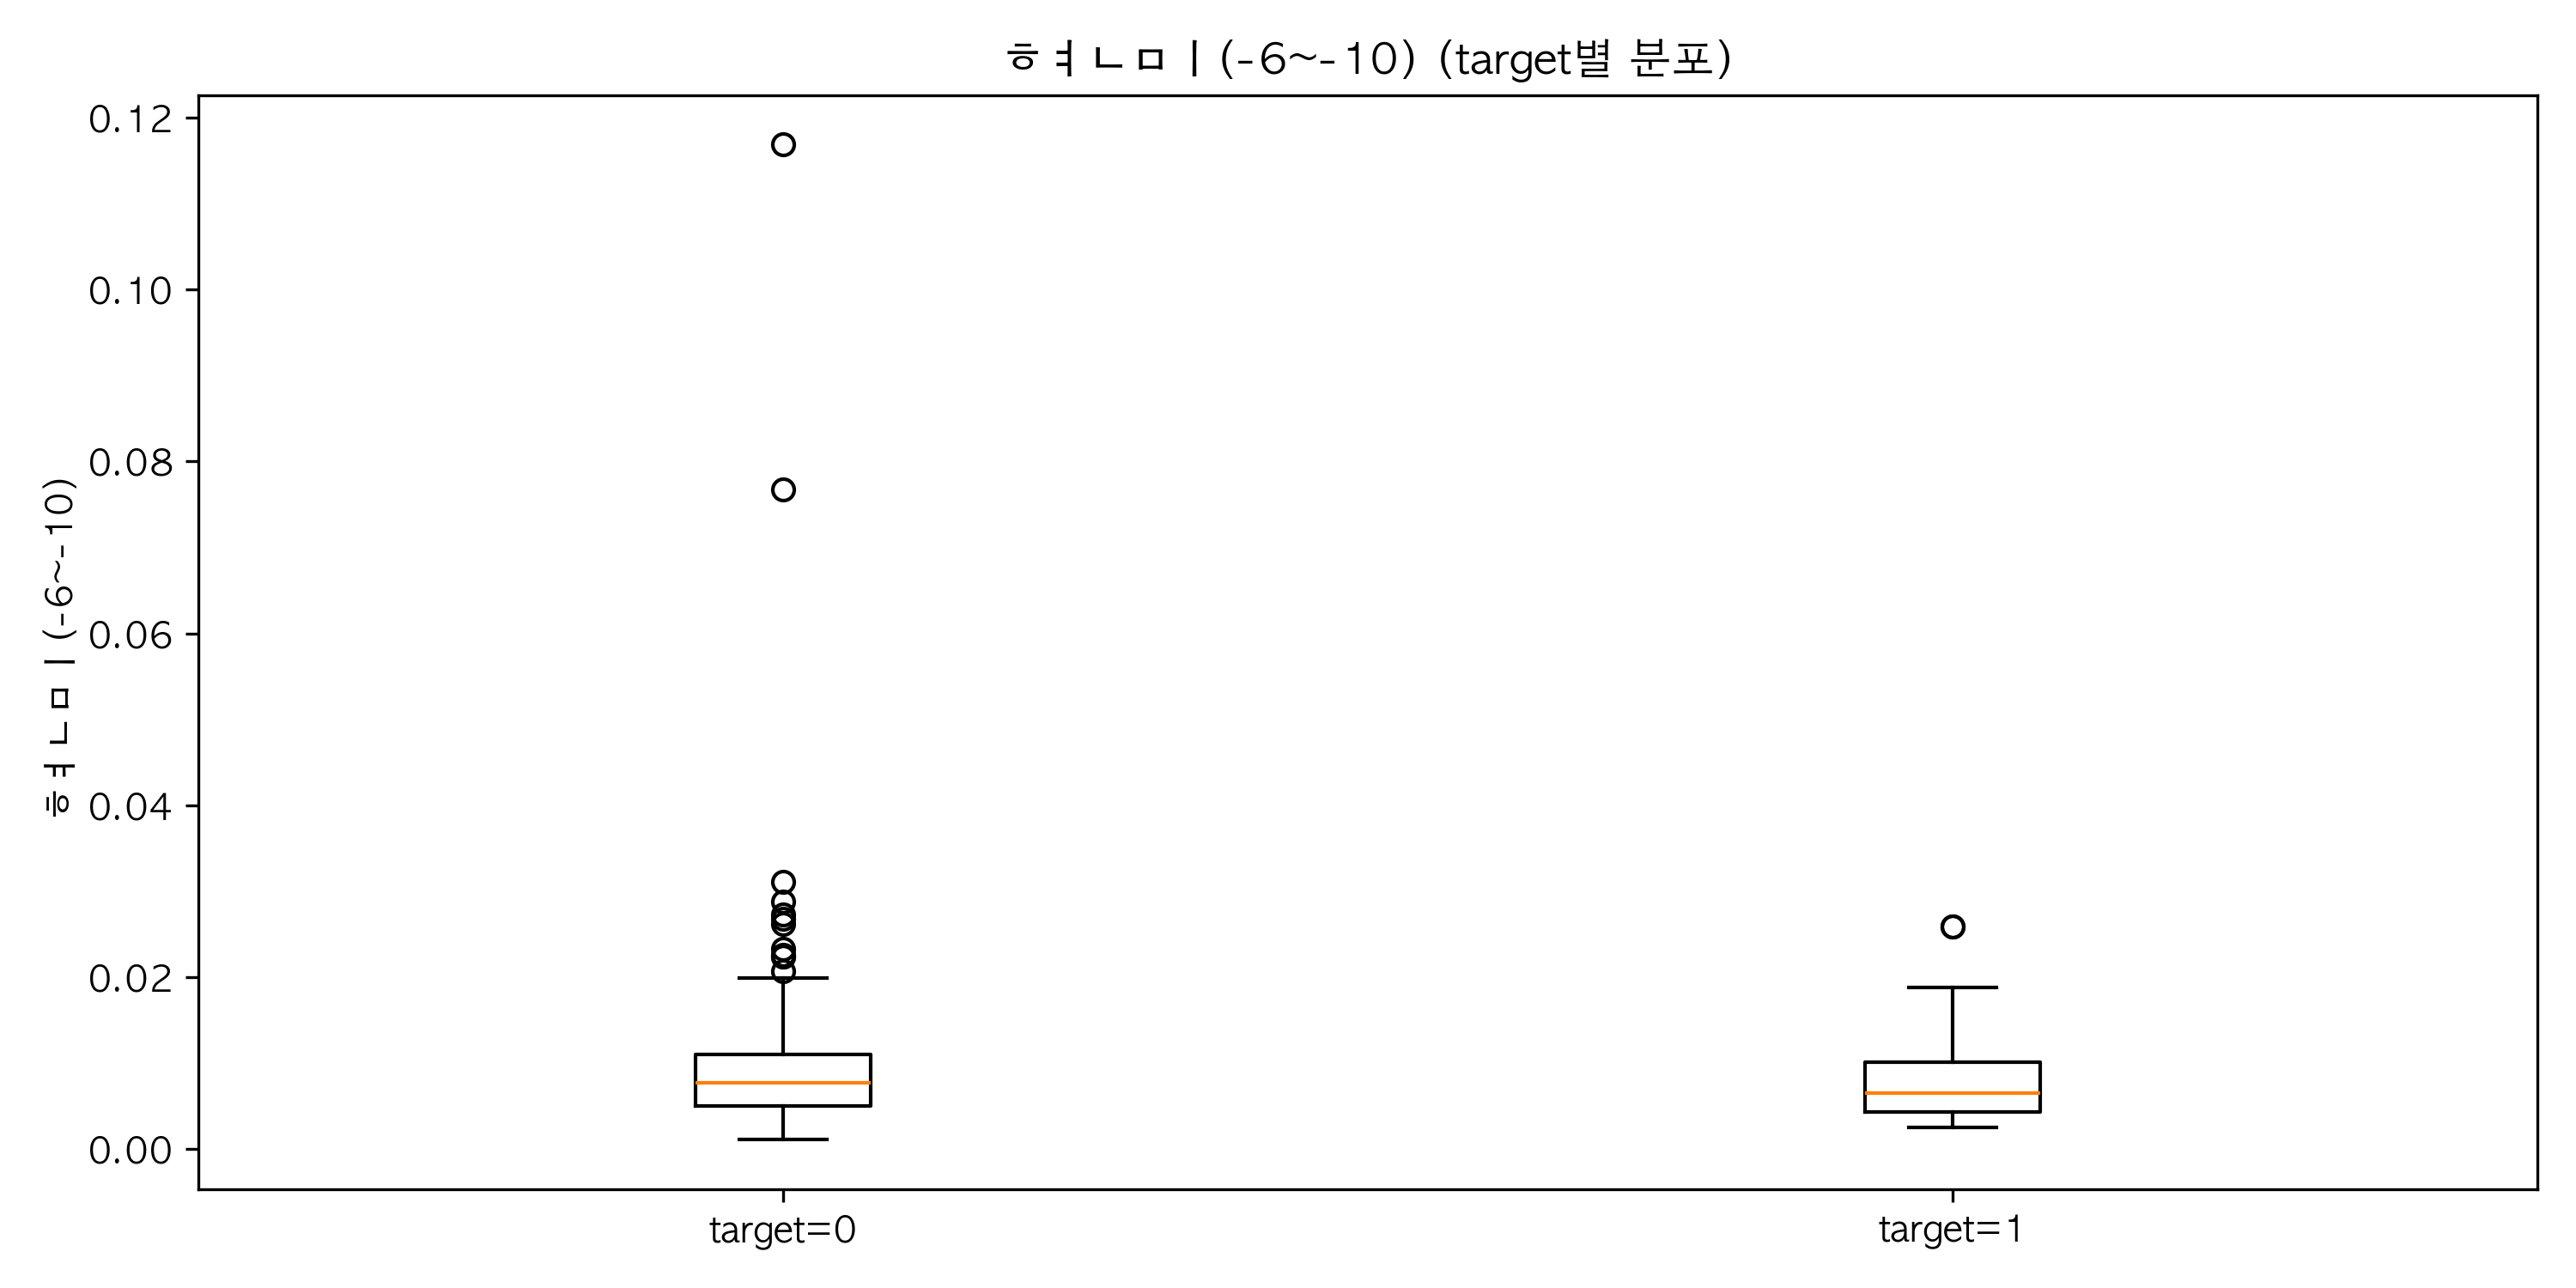 ㅎㅕㄴㅁㅣ(-6~-10) (target별 분포)
0.12
0.10
0.08
0.06
0.04
0.02
0.00
ㅎㅕㄴㅁㅣ(-6~-10)
target=0
target=1